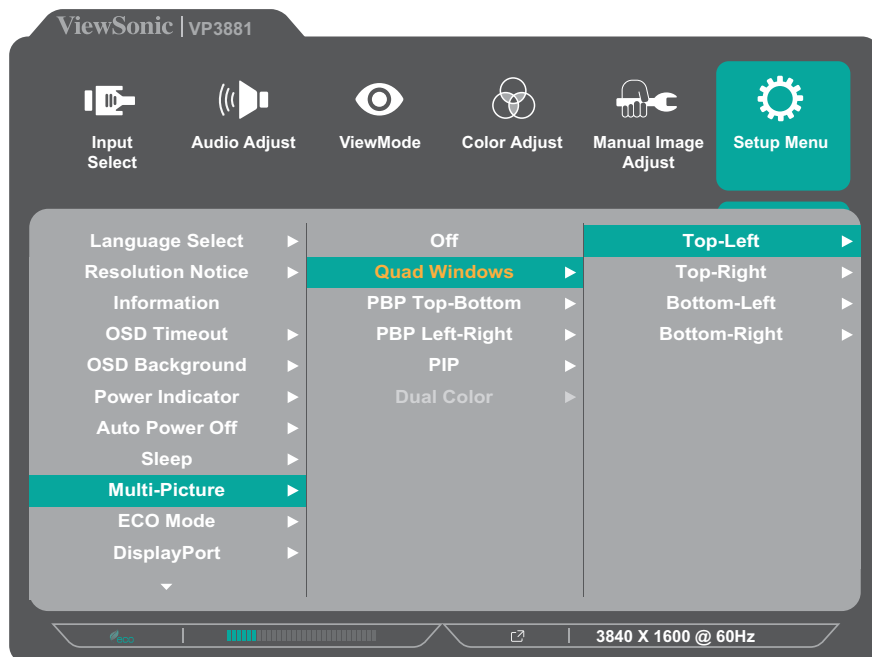 ViewSonic | VP3881
Input
Select
Audio Adjust
ViewMode
Color Adjust
Manual Image
Adjust
Setup Menu
Language Select
Resolution Notice
Information
OSD Timeout
OSD Background
Power Indicator
Auto Power Off
Sleep
Multi-Picture
ECO Mode
DisplayPort
Off
Quad Windows
PBP Top-Bottom
PBP Left-Right
PIP
Dual Color
Top-Left
Top-Right
Bottom-Left
Bottom-Right
eco
3840 X 1600 @ 60Hz